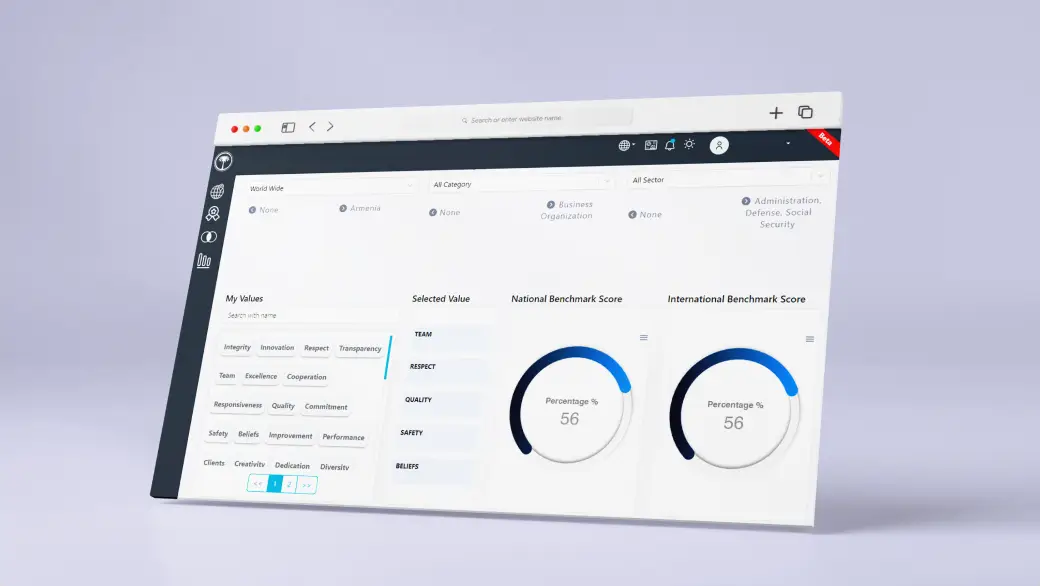 Search or enter website name
Beta
World Wide
All Category
All Sector
None
Armenia
None
Business
Organization
None
Administration,
Defense, Social
Security
My Values
Selected Value
National Benchmark Score
International Benchmark Score
Search with name
Integrity Innovation Respect Transparency
Team Excellence Cooperation
Responsiveness Quality Commitment
Safety Beliefs Improvement Performance
Clients Creativity Dedication Diversity
<< 1 2 >>
TEAM
RESPECT
QUALITY
SAFETY
BELIEFS
Percentage %
56
Percentage %
56